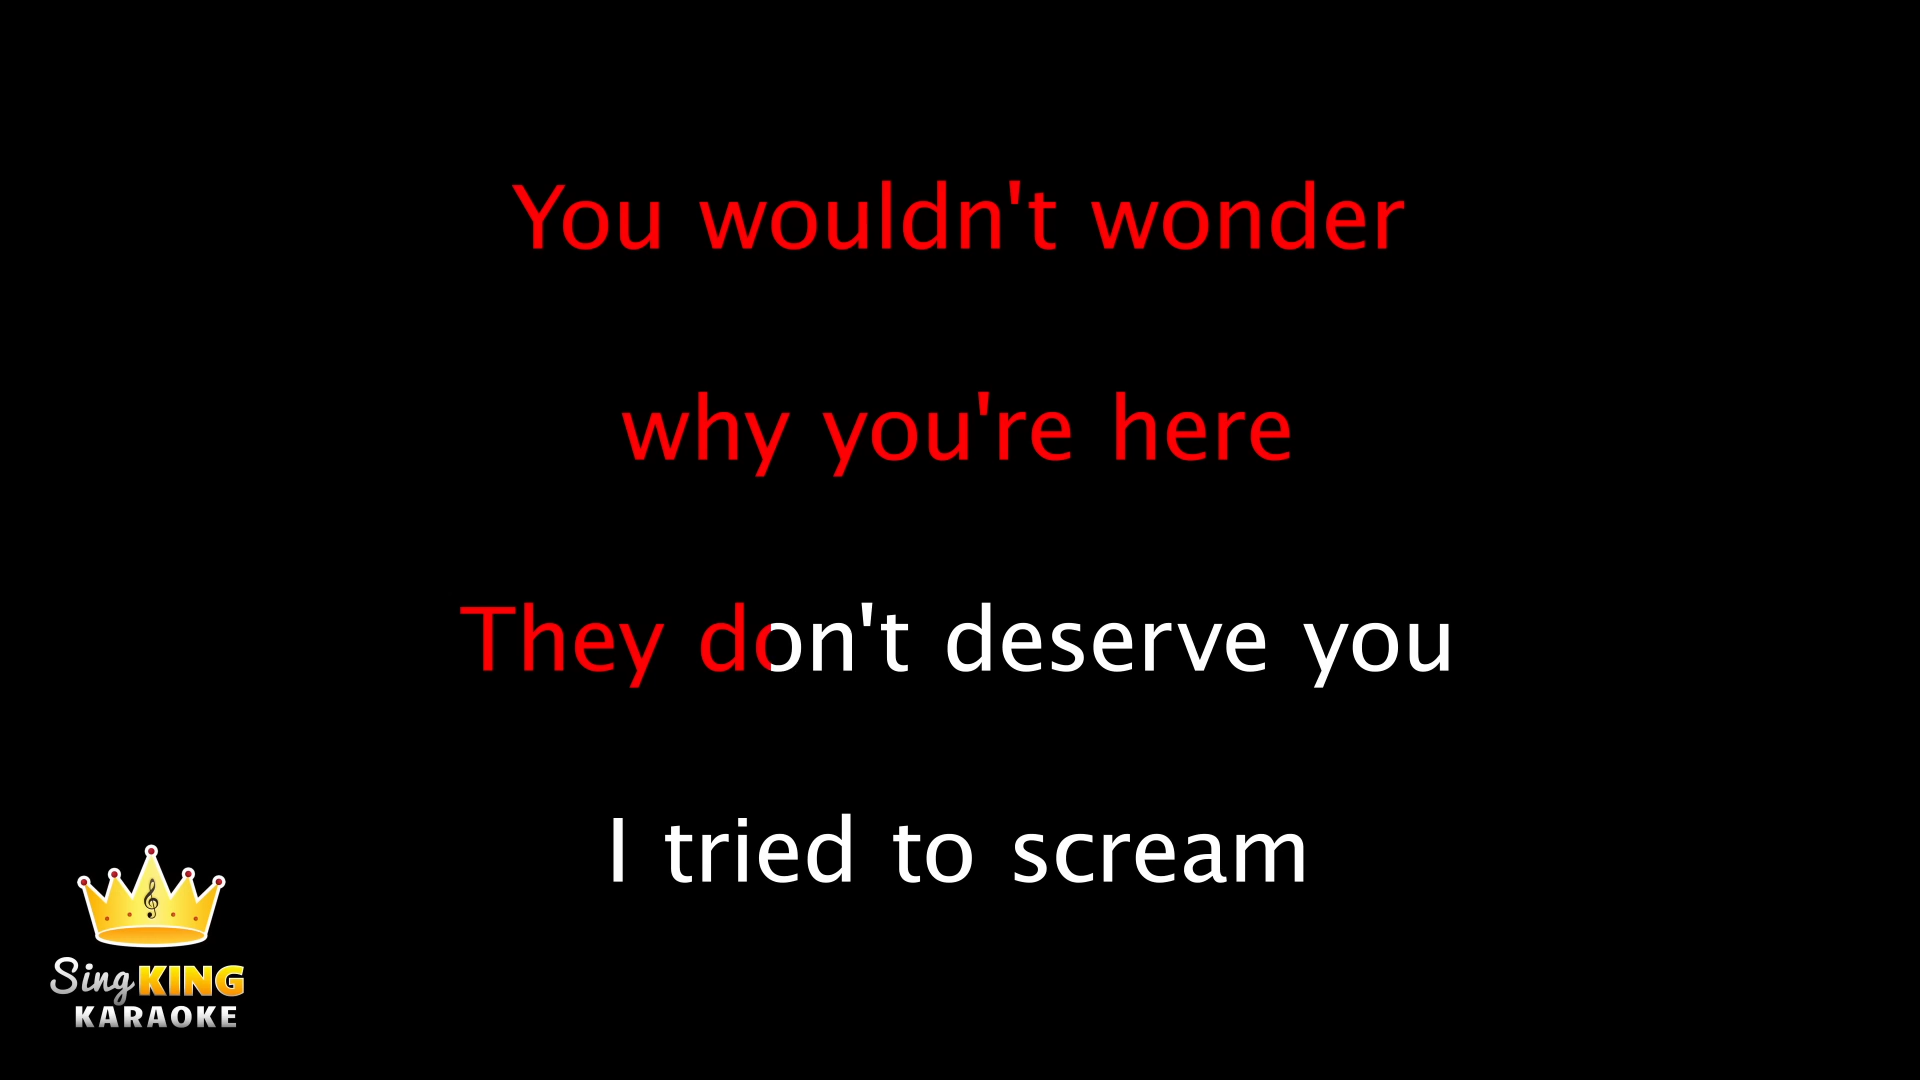 You wouldn't wonder
why you're here
They don't deserve you
I tried to scream
Sing KING
KARAOKE